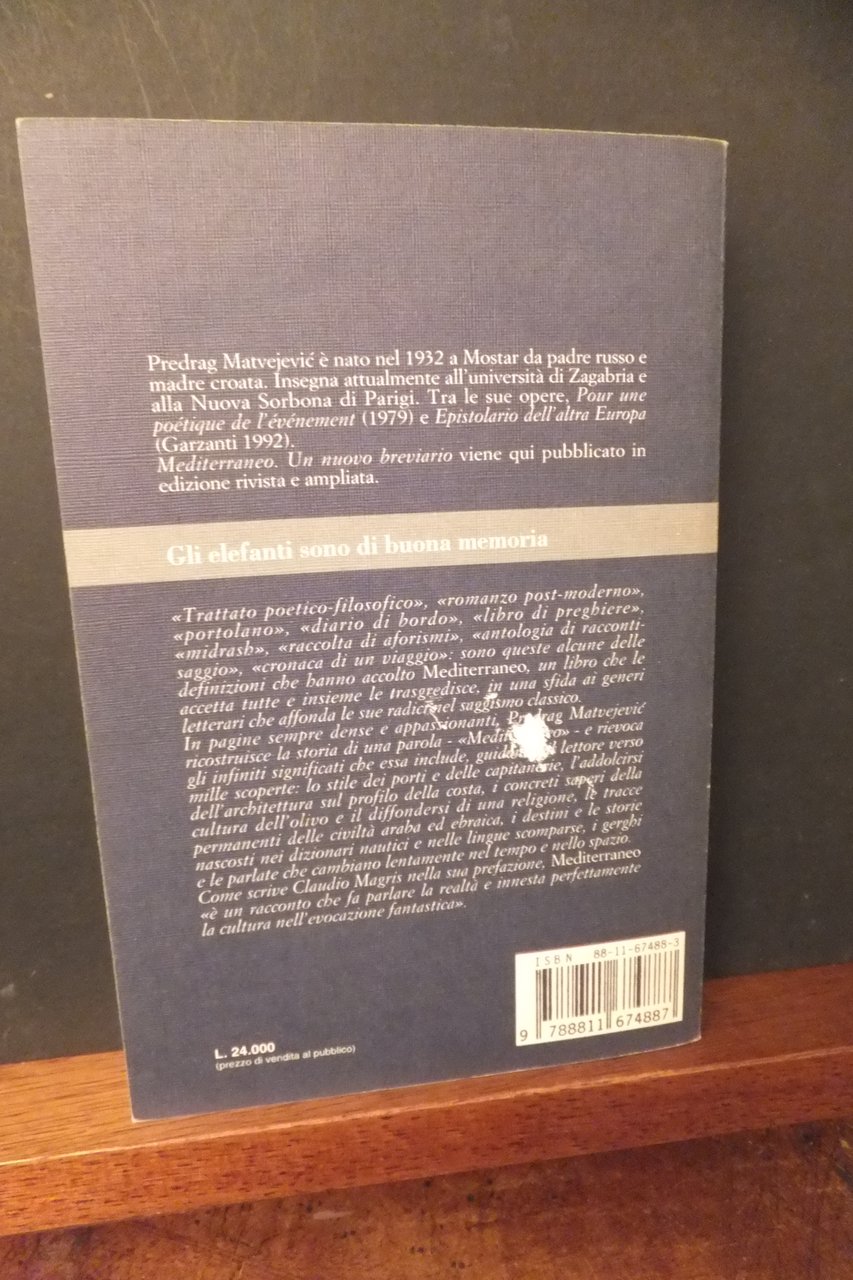 Predrag Matvejević è nato nel 1932 a Mostar da padre russo e
madre croata. Insegna attualmente all'università di Zagabria e
alla Nuova Sorbona di Parigi. Tra le sue opere, Pour une
poétique de l'événement (1979) e Epistolario dell'altra Europa
(Garzanti 1992).
Mediterraneo. Un nuovo breviario viene qui pubblicato in
edizione rivista e ampliata.
Gli elefanti sono di buona memoria
«Trattato poetico-filosofico», «romanzo post-moderno»,
«portolano», «diario di bordo», «libro di preghiere»,
«midrash», «raccolta di aforismi», «antologia di racconti-
saggio», «cronaca di un viaggio»: sono queste alcune delle
definizioni che hanno accolto Mediterraneo, un libro che le
accetta tutte e insieme le trasgredisce, in una sfida ai generi
letterari che affonda le sue radici nel saggismo classico.
In pagine sempre dense e appassionanti, Predrag Matvejević
ricostruisce la storia di una parola - «Mediterraneo» - e rievoca
gli infiniti significati che essa include, guidando il lettore verso
mille scoperte: lo stile dei porti e delle capitanerie, l'addolcirsi
dell'architettura sul profilo della costa, i concreti saperi della
cultura dell'olivo e il diffondersi di una religione, le tracce
permanenti delle civiltà araba ed ebraica, i destini e le storie
nascosti nei dizionari nautici e nelle lingue scomparse, i gerghi
e le parlate che cambiano lentamente nel tempo e nello spazio.
Come scrive Claudio Magris nella sua prefazione, Mediterraneo
«è un racconto che fa parlare la realtà e innesta perfettamente
la cultura nell'evocazione fantastica».
ISBN 88-11-67488-3
9 788811 674887
L. 24.000
(prezzo di vendita al pubblico)